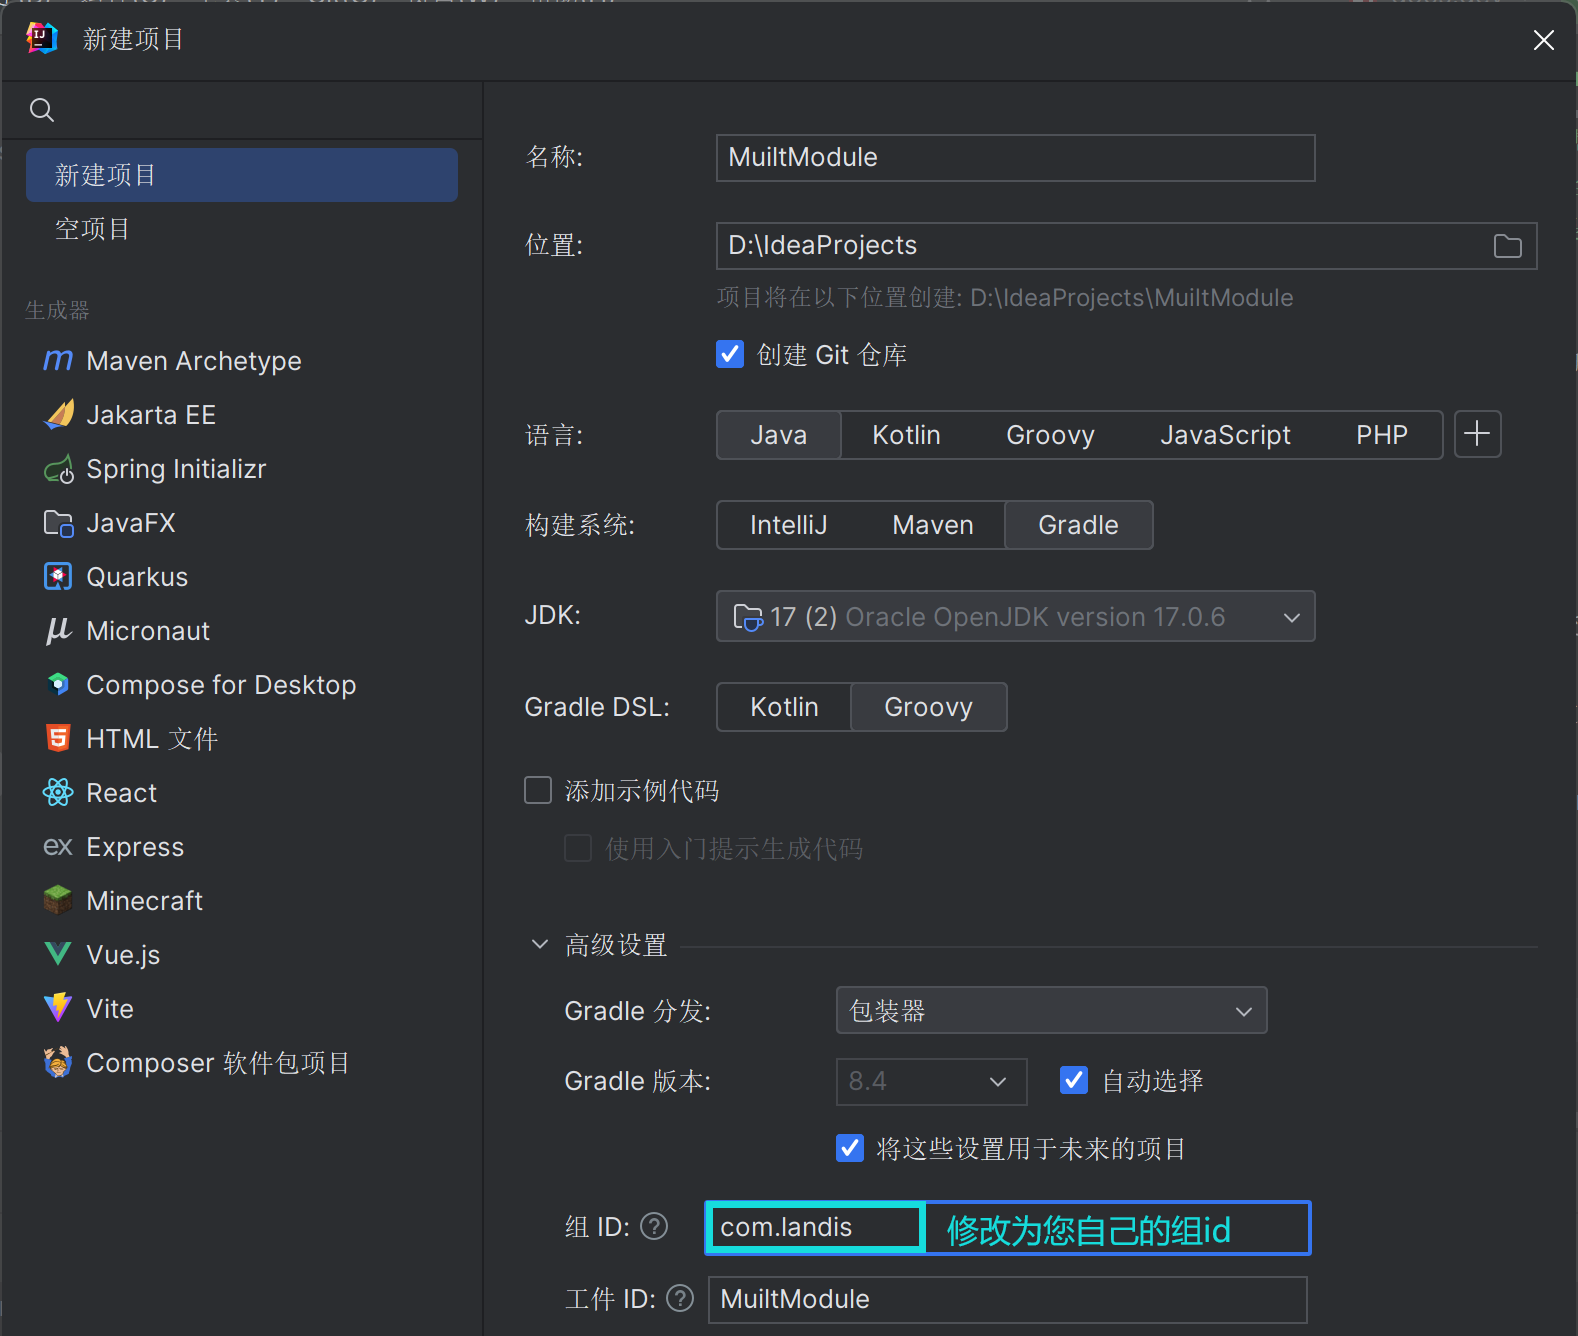 新建项目
新建项目
空项目
生成器
Maven Archetype
Jakarta EE
Spring Initializr
JavaFX
Quarkus
Micronaut
Compose for Desktop
HTML 文件
React
Express
Minecraft
Vue.js
Vite
Composer 软件包项目
名称: MuiltModule
位置: D:\IdeaProjects
项目将在以下位置创建: D:\IdeaProjects\MuiltModule
创建 Git 仓库
语言: Java Kotlin Groovy JavaScript PHP
构建系统: IntelliJ Maven Gradle
JDK: 17 (2) Oracle OpenJDK version 17.0.6
Gradle DSL: Kotlin Groovy
添加示例代码
使用入门提示生成代码
高级设置
Gradle 分发: 包装器
Gradle 版本: 8.4 自动选择
将这些设置用于未来的项目
组 ID: com.landis 修改为您自己的组id
工件 ID: MuiltModule